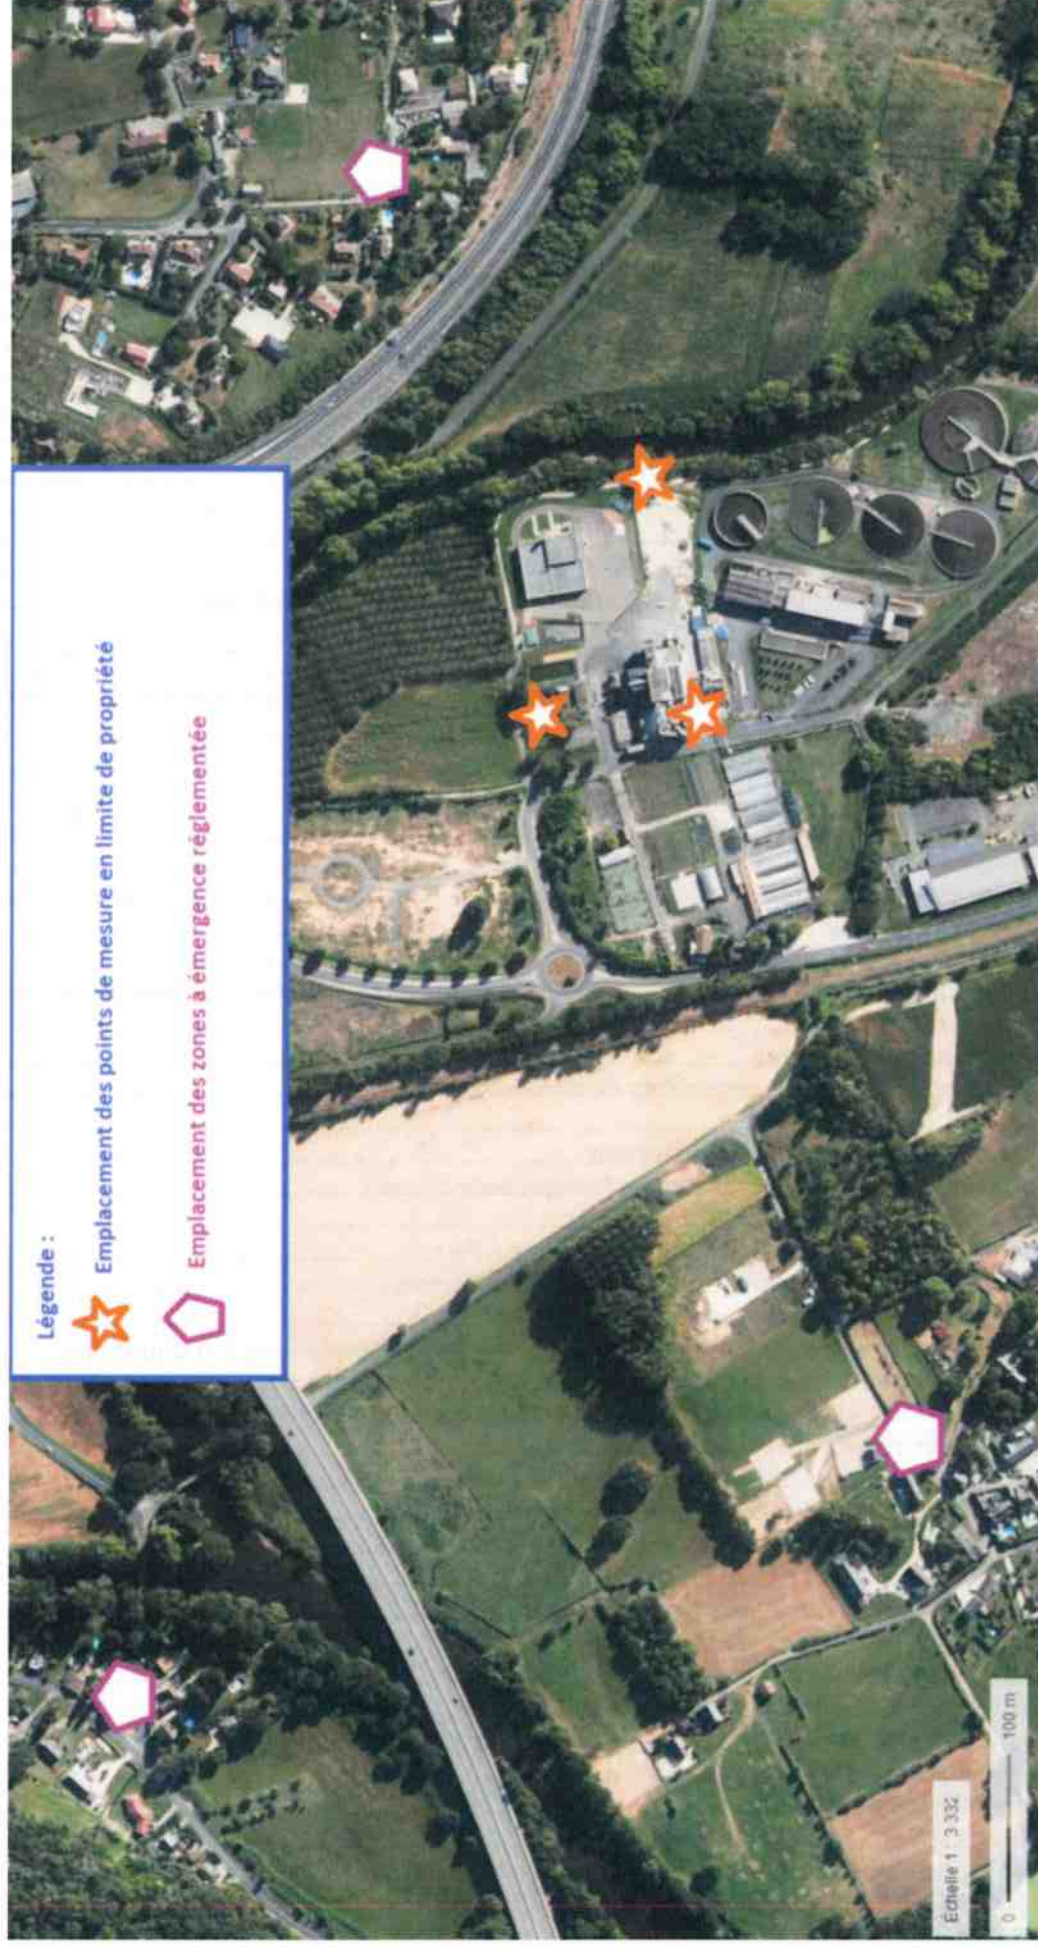 Légende :
Emplacement des points de mesure en limite de propriété
Emplacement des zones à émergence réglementée
Échelle 1 : 3 332
0 100 m